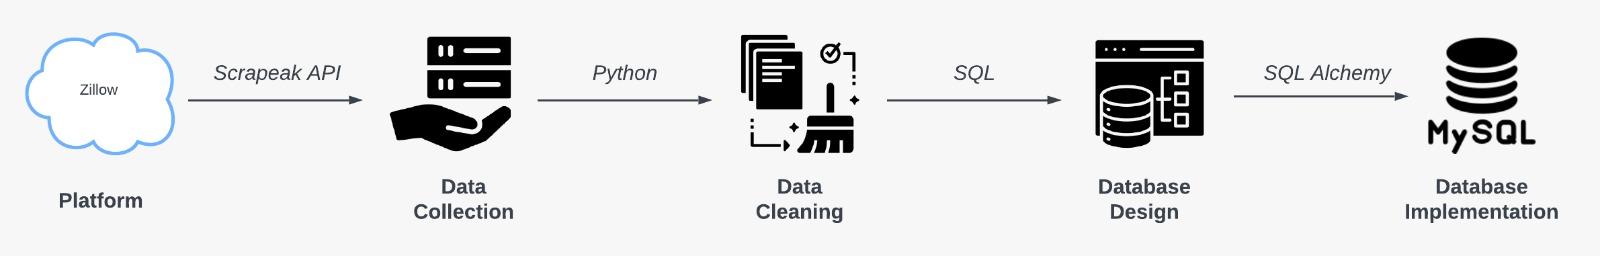 Zillow
Scrapeak API
Python
SQL
SQL Alchemy
MySQL
Platform
Data
Collection
Data
Cleaning
Database
Design
Database
Implementation